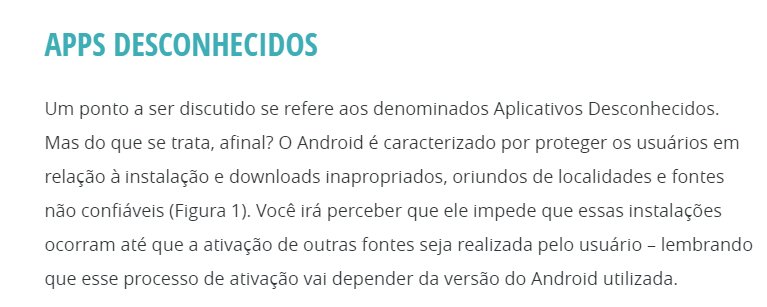 APPS DESCONHECIDOS
Um ponto a ser discutido se refere aos denominados Aplicativos Desconhecidos.
Mas do que se trata, afinal? O Android é caracterizado por proteger os usuários em
relação à instalação e downloads inapropriados, oriundos de localidades e fontes
não confiáveis (Figura 1). Você irá perceber que ele impede que essas instalações
ocorram até que a ativação de outras fontes seja realizada pelo usuário – lembrando
que esse processo de ativação vai depender da versão do Android utilizada.